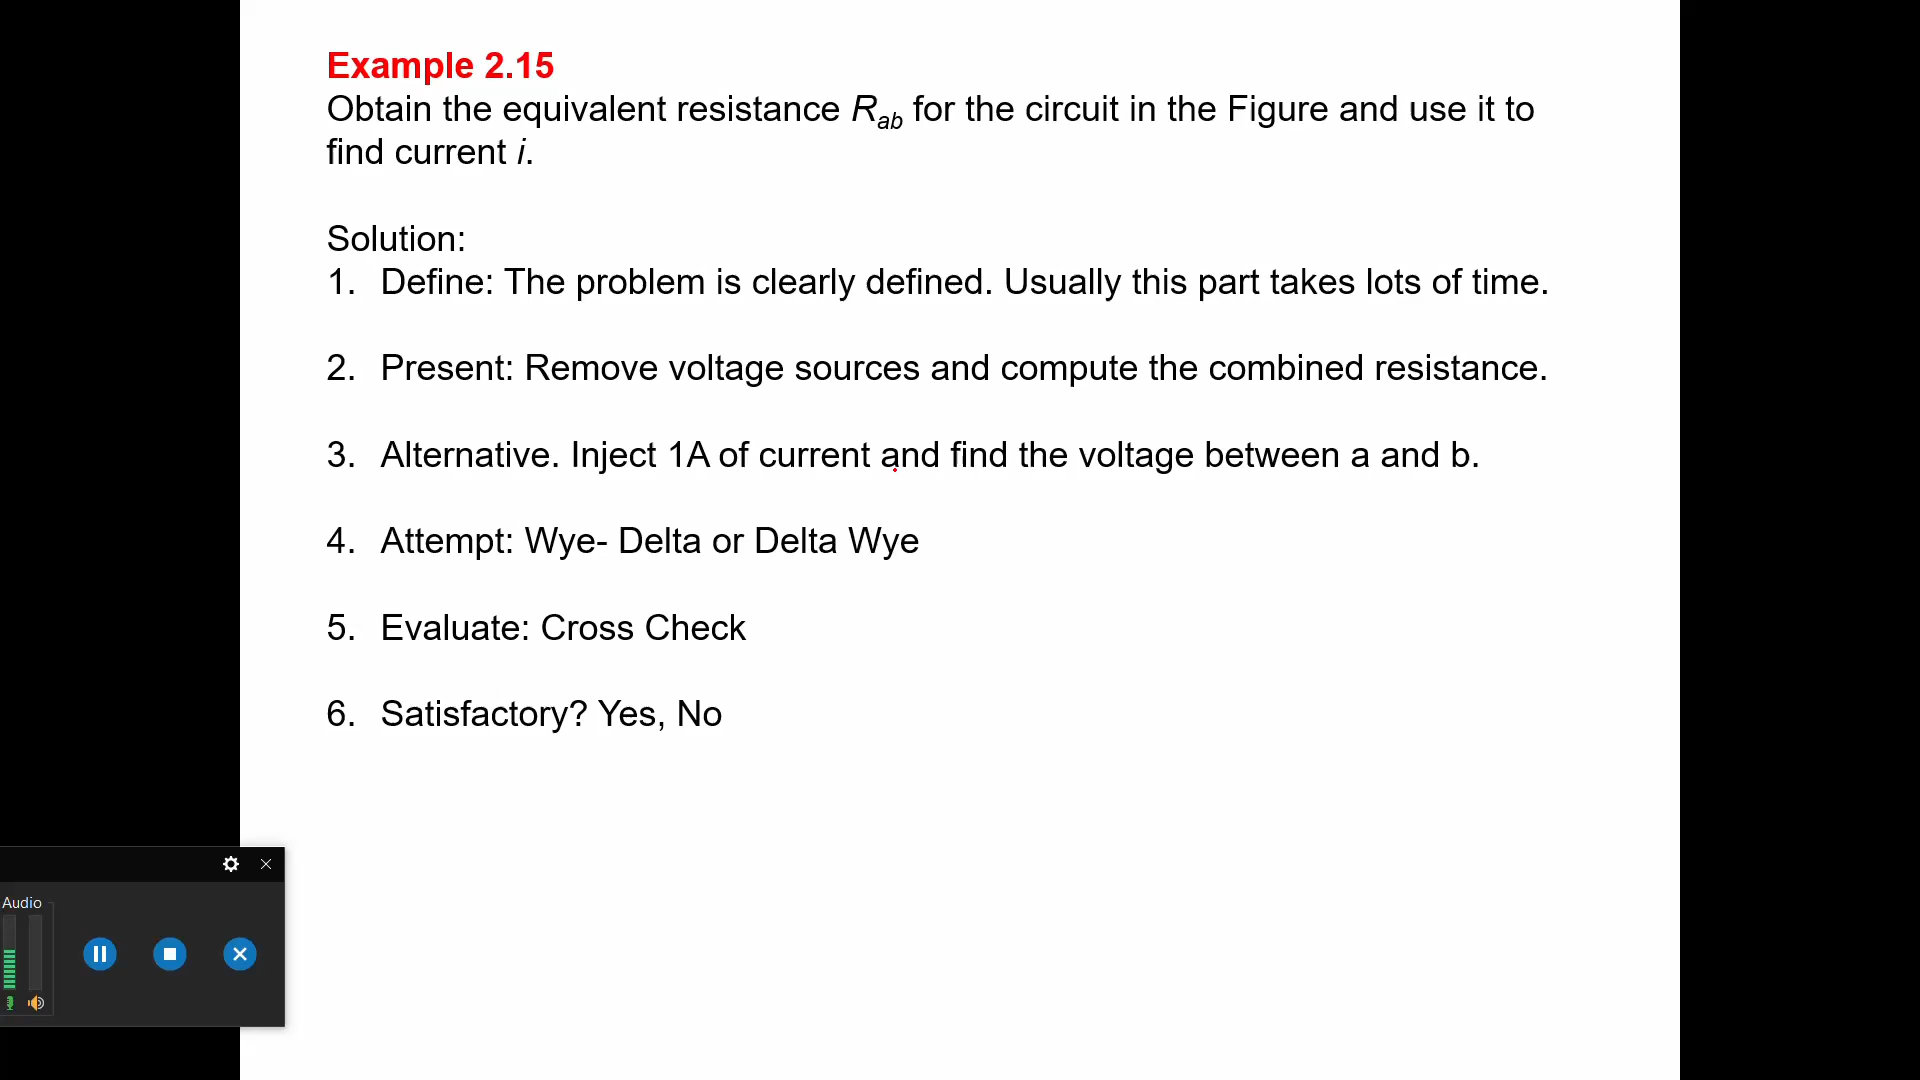 Example 2.15
Obtain the equivalent resistance Rab for the circuit in the Figure and use it to
find current i.
Solution:
1. Define: The problem is clearly defined. Usually this part takes lots of time.
2. Present: Remove voltage sources and compute the combined resistance.
3. Alternative. Inject 1A of current and find the voltage between a and b.
4. Attempt: Wye- Delta or Delta Wye
5. Evaluate: Cross Check
6. Satisfactory? Yes, No
Audio